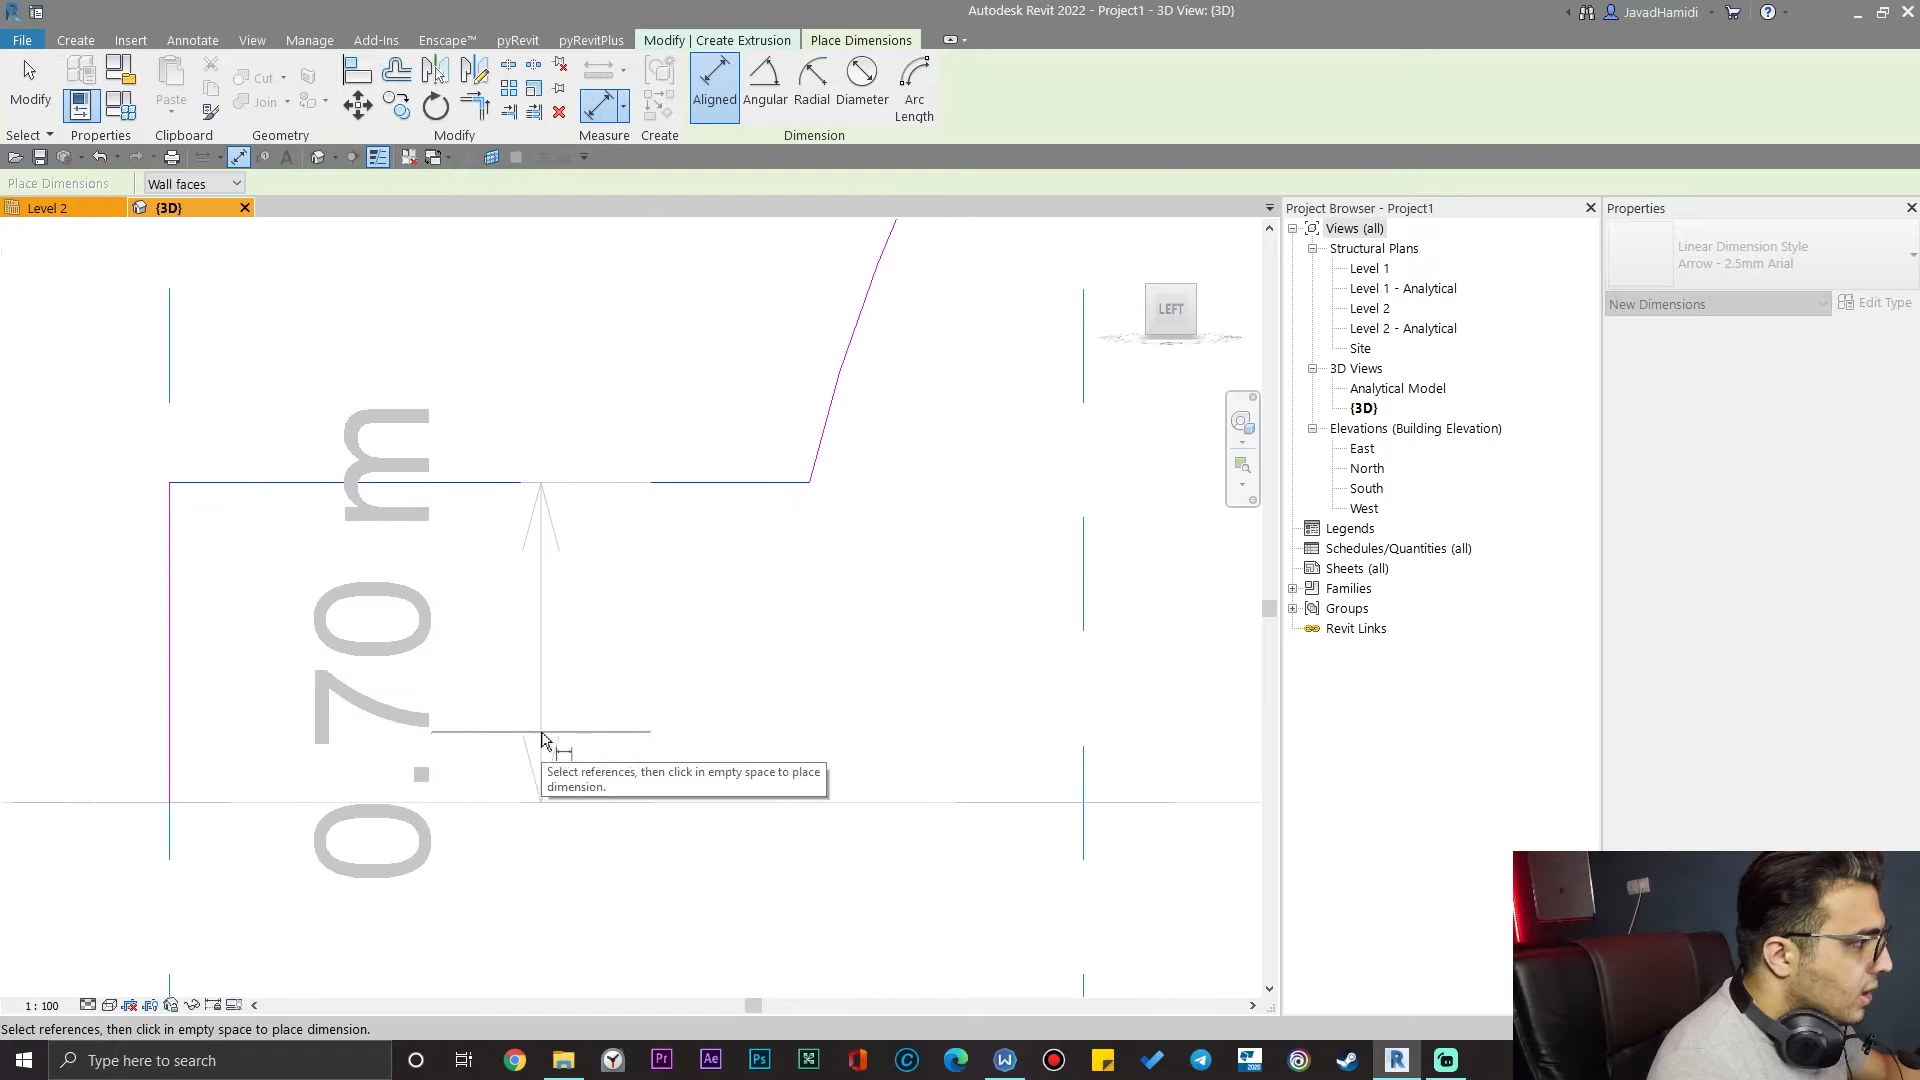 Autodesk Revit 2022 - Project1 - 3D View: {3D}
JavadHamidi
File Create Insert Annotate View Manage Add-Ins Enscape™ pyRevit pyRevitPlus Modify | Create Extrusion Place Dimensions
Modify
Paste
Cut
Join
Aligned Angular Radial Diameter Arc Length
Select Properties Clipboard Geometry Modify Measure Create Dimension
Place Dimensions
Wall faces
Level 2
{3D}
Project Browser - Project1
Properties
Views (all)
Structural Plans
Level 1
Level 1 - Analytical
Level 2
Level 2 - Analytical
Site
3D Views
Analytical Model
{3D}
Elevations (Building Elevation)
East
North
South
West
Legends
Schedules/Quantities (all)
Sheets (all)
Families
Groups
Revit Links
Linear Dimension Style
Arrow - 2.5mm Arial
New Dimensions
Edit Type
LEFT
0.70 m
Select references, then click in empty space to place
dimension.
1 : 100
Select references, then click in empty space to place dimension.
Type here to search
Pr
Ae
Ps
2020